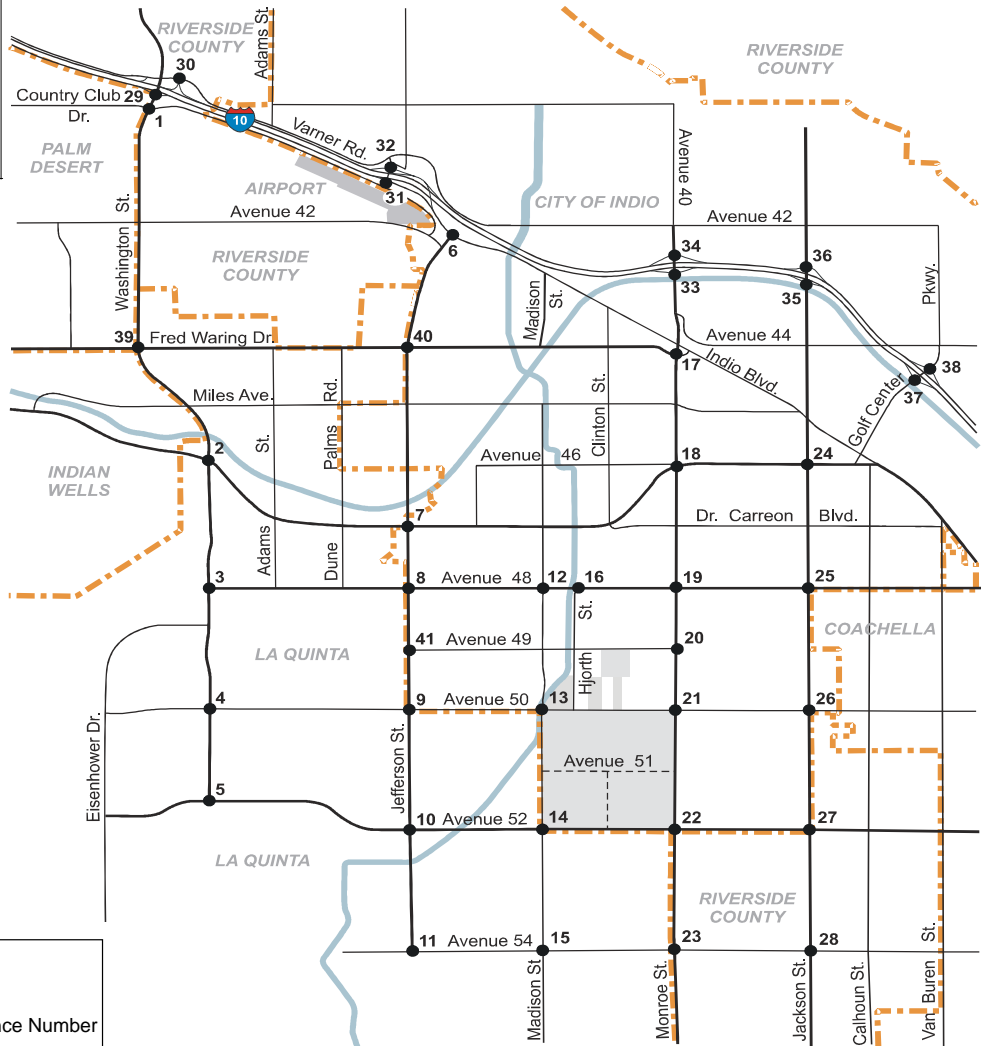 RIVERSIDE
COUNTY
Adams St.
RIVERSIDE
COUNTY
30
Country Club
Dr.
29
1
10
Varner Rd.
32
31
PALM
DESERT
AIRPORT
Avenue 40
CITY OF INDIO
Washington St.
Avenue 42
Avenue 42
6
RIVERSIDE
COUNTY
34
33
36
35
Pkwy.
Madison
St.
39
Fred Waring Dr.
40
17
Avenue 44
Indio Blvd.
38
37
Golf Center
Miles Ave.
St.
Adams
Rd.
Palms
Dune
St.
Clinton
2
INDIAN
WELLS
Avenue 46
18
24
7
Dr. Carreon Blvd.
3
8
Avenue 48
12
16
19
25
St.
Hjorth
41
Avenue 49
20
COACHELLA
LA QUINTA
4
9
Avenue 50
13
21
26
Eisenhower Dr.
Jefferson St.
Avenue 51
5
10
Avenue 52
14
22
27
LA QUINTA
RIVERSIDE
COUNTY
11
Avenue 54
15
23
28
Madison St.
Monroe St.
Jackson St.
Calhoun St.
Van Buren St.
nce Number